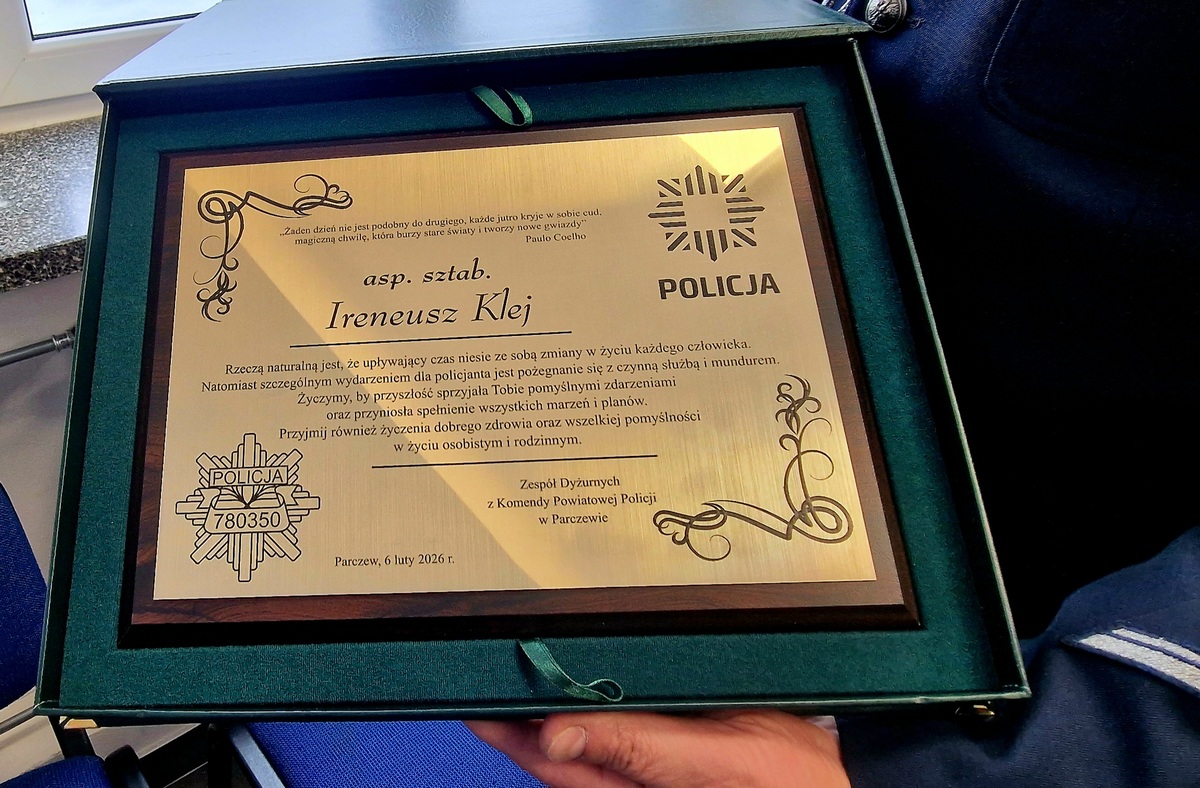 „Żaden dzień nie jest podobny do drugiego, każde jutro kryje w sobie cud,
magiczną chwilę, która burzy stare światy i tworzy nowe gwiazdy”
Paulo Coelho
POLICJA
asp. sztab.
Ireneusz Klej
Rzeczą naturalną jest, że upływający czas niesie ze sobą zmiany w życiu każdego człowieka.
Natomiast szczególnym wydarzeniem dla policjanta jest pożegnanie się z czynną służbą i mundurem.
Życzymy, by przyszłość sprzyjała Tobie pomyślnymi zdarzeniami
oraz przyniosła spełnienie wszystkich marzeń i planów.
Przyjmij również życzenia dobrego zdrowia oraz wszelkiej pomyślności
w życiu osobistym i rodzinnym.
POLICJA
780350
Zespół Dyżurnych
z Komendy Powiatowej Policji
w Parczewie
Parczew, 6 luty 2026 r.